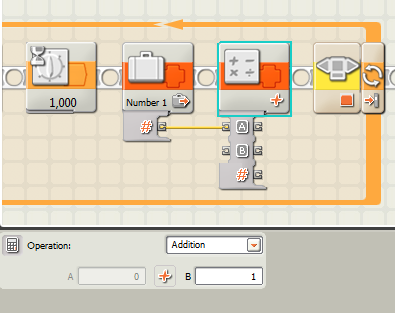 1,000
Number 1
#
A
B
#
Operation:
Addition
A
0
B
1